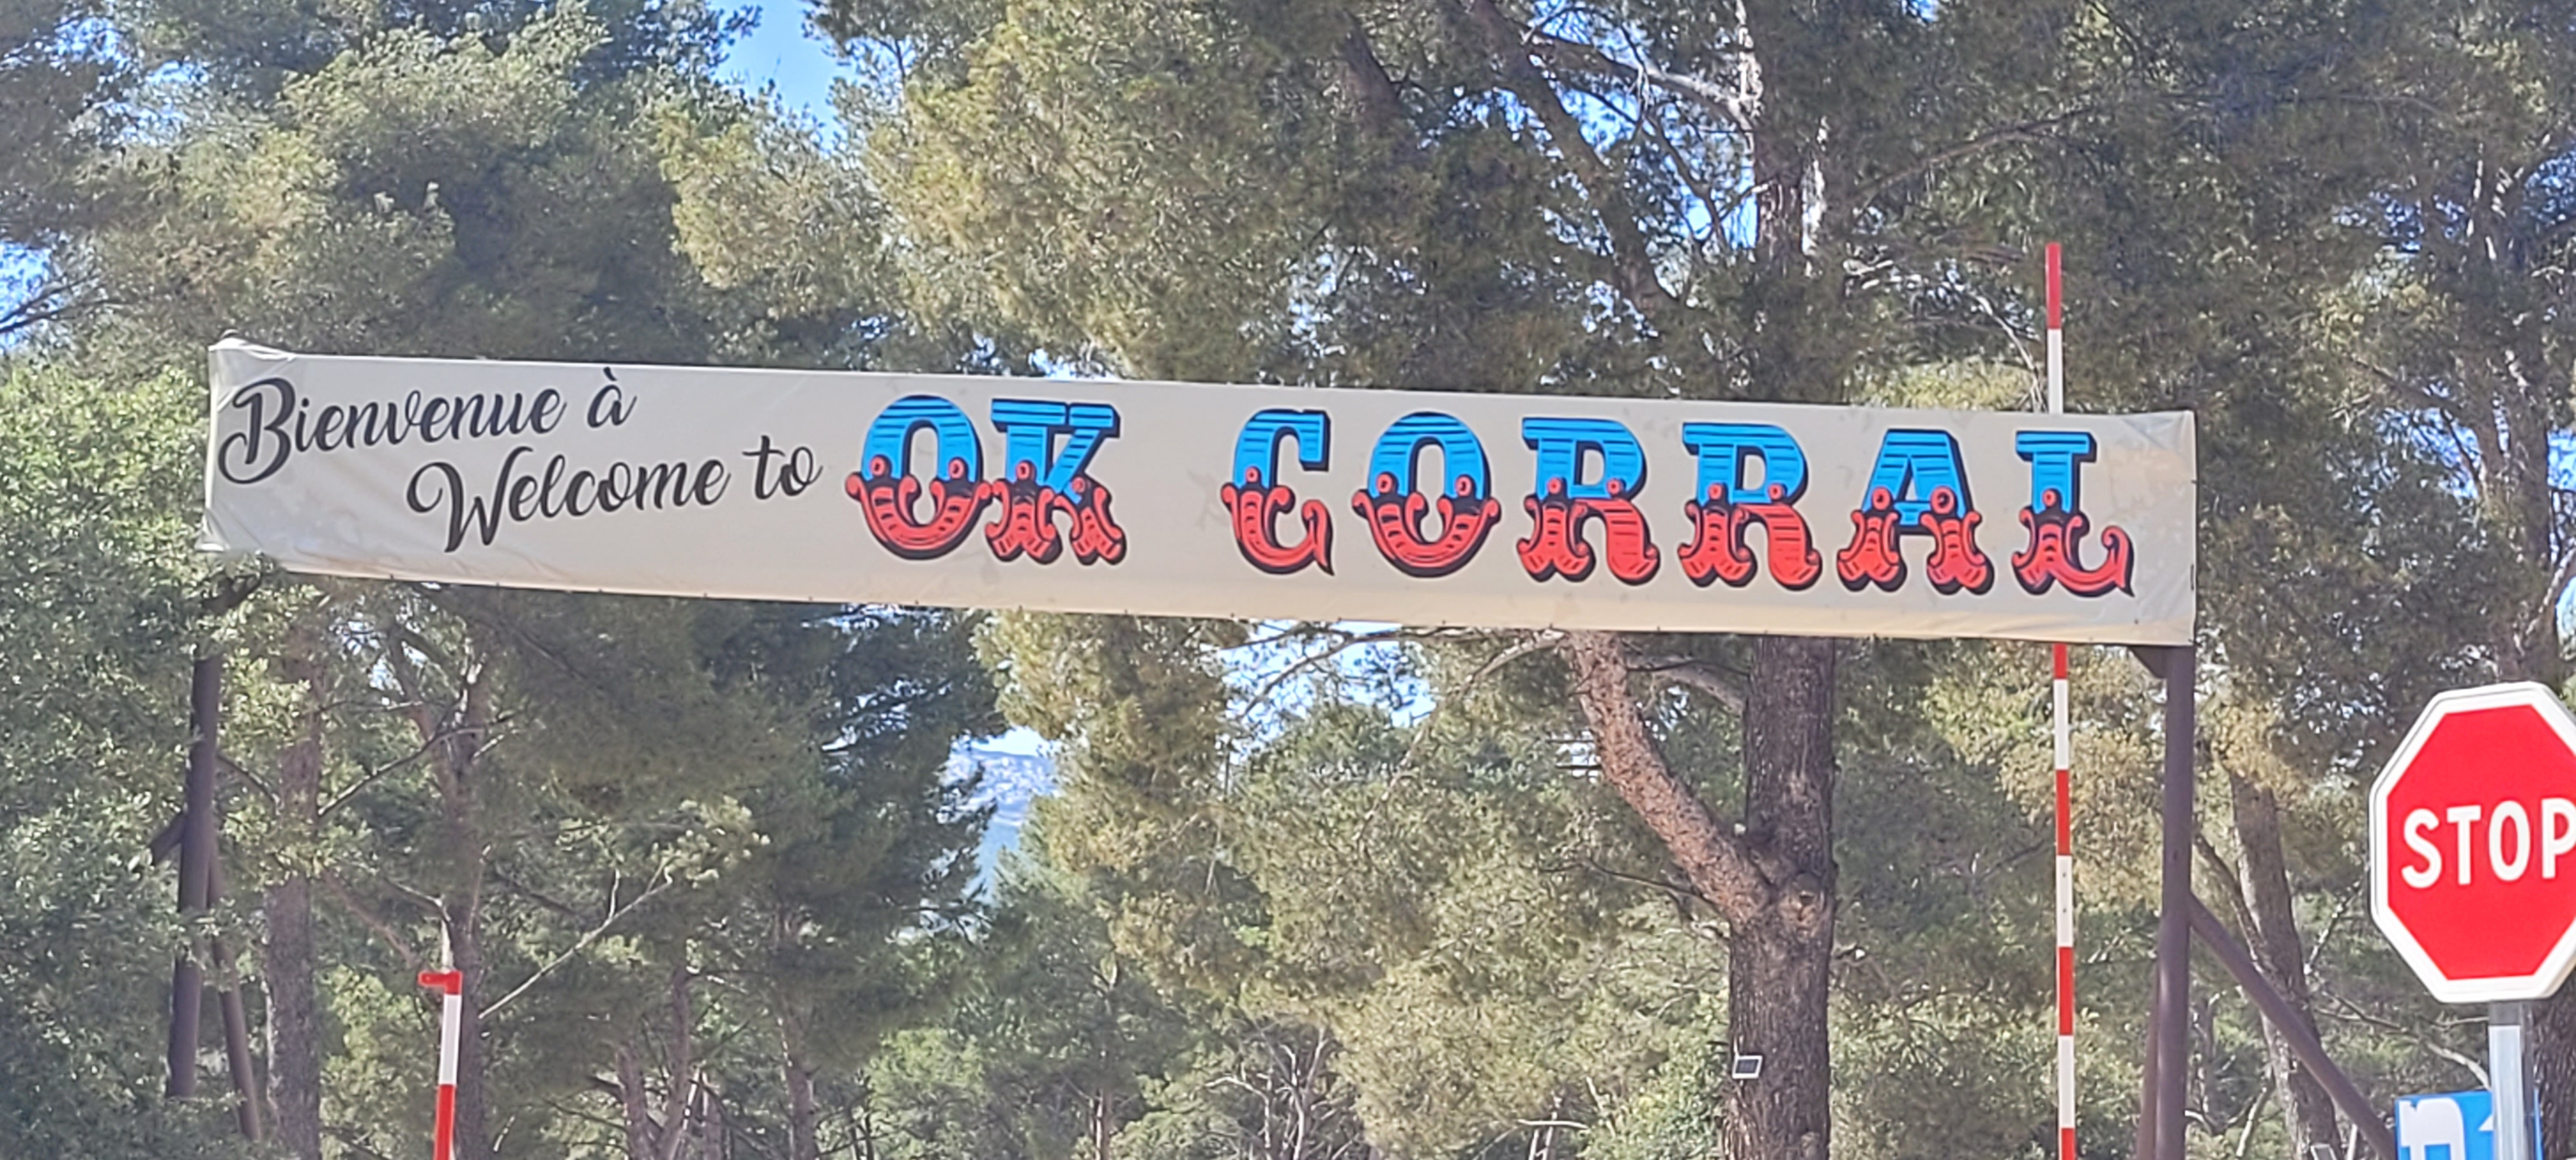 Bienvenue à
Welcome to OK CORRAL
STOP